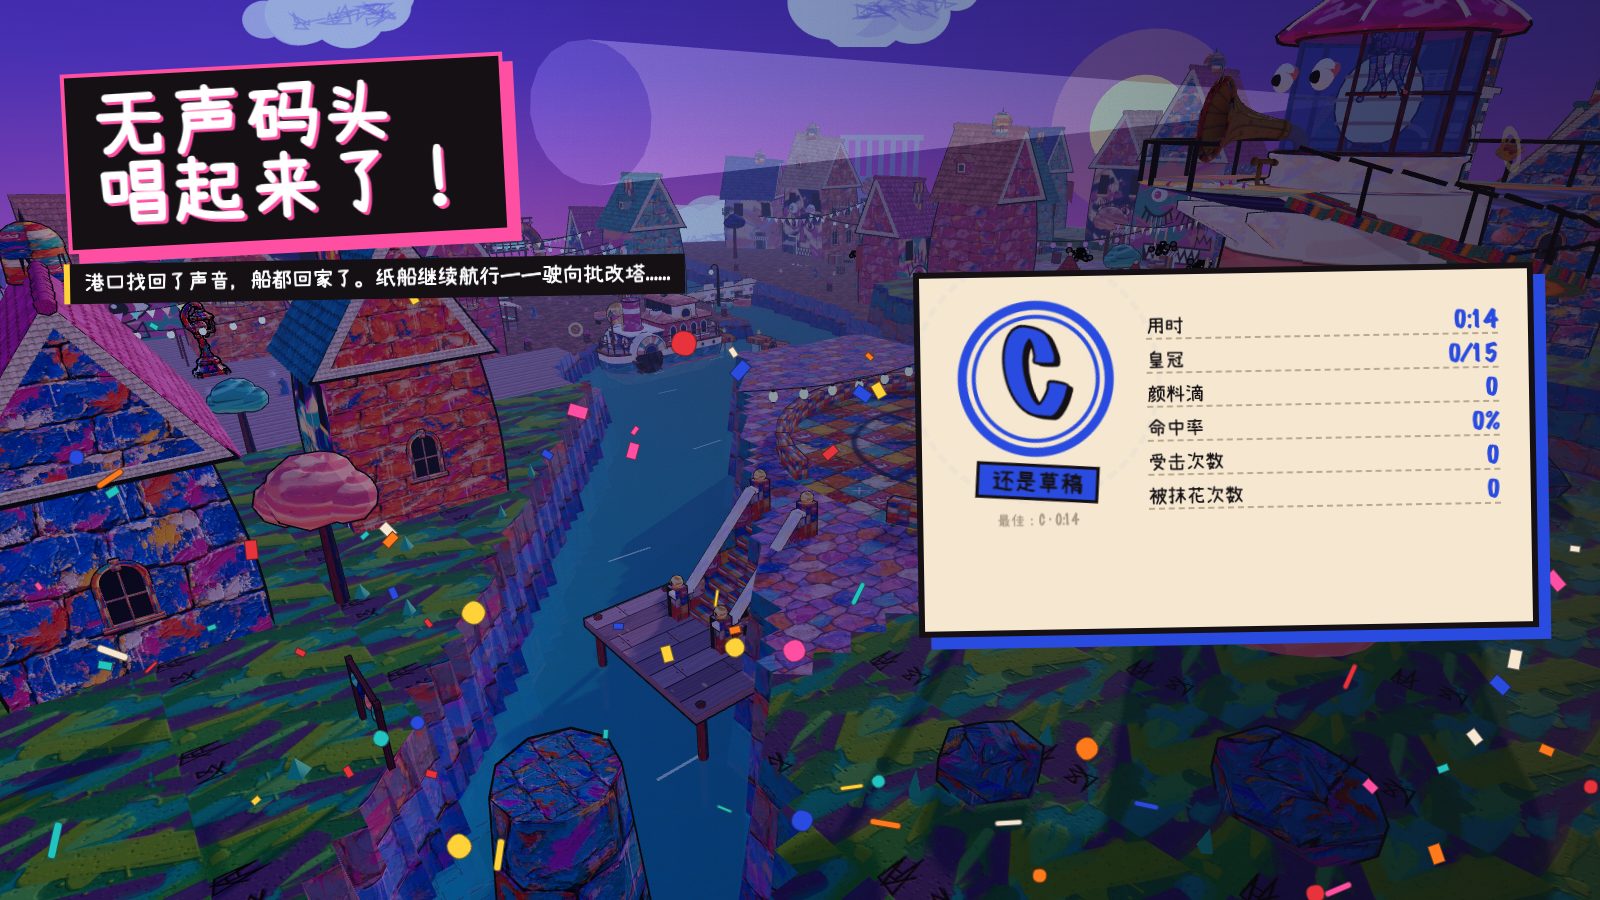 无声码头
唱起来了！
港口找回了声音，船都回家了。纸船继续航行——驶向批改塔……
C
还是草稿
最佳：C·0:14
用时 0:14
皇冠 0/15
颜料滴 0
命中率 0%
受击次数 0
被抹花次数 0